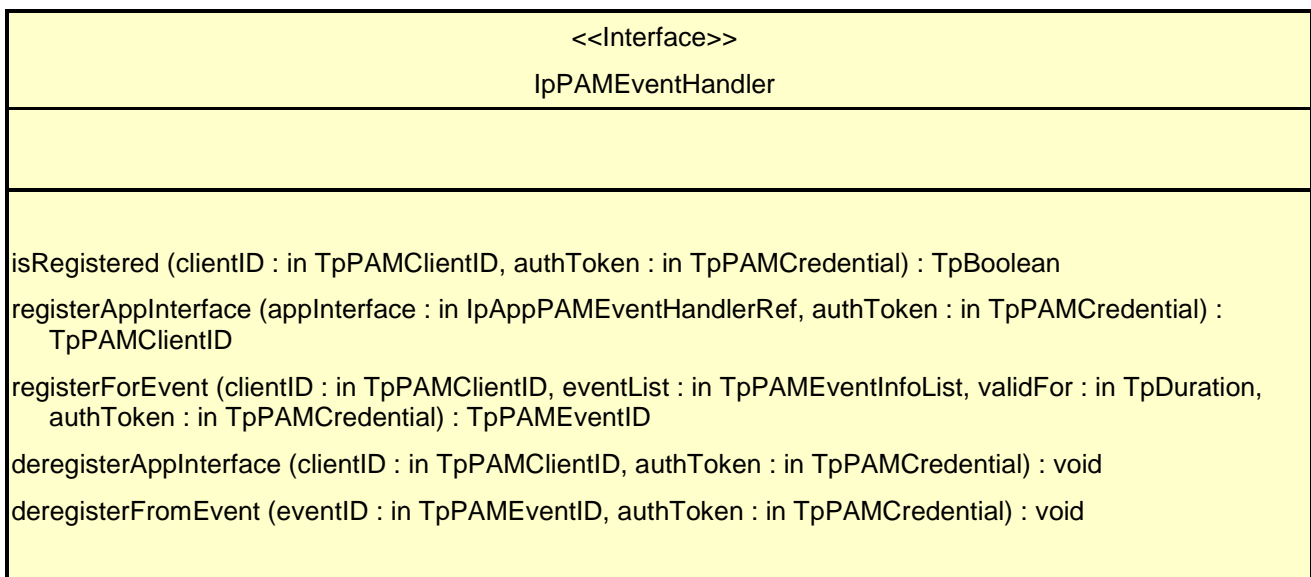 <<Interface>>
IpPAMEventHandler
isRegistered (clientID : in TpPAMClientID, authToken : in TpPAMCredential) : TpBoolean
registerAppInterface (appInterface : in IpAppPAMEventHandlerRef, authToken : in TpPAMCredential) :
TpPAMClientID
registerForEvent (clientID : in TpPAMClientID, eventList : in TpPAMEventInfoList, validFor : in TpDuration,
authToken : in TpPAMCredential) : TpPAMEventID
deregisterAppInterface (clientID : in TpPAMClientID, authToken : in TpPAMCredential) : void
deregisterFromEvent (eventID : in TpPAMEventID, authToken : in TpPAMCredential) : void